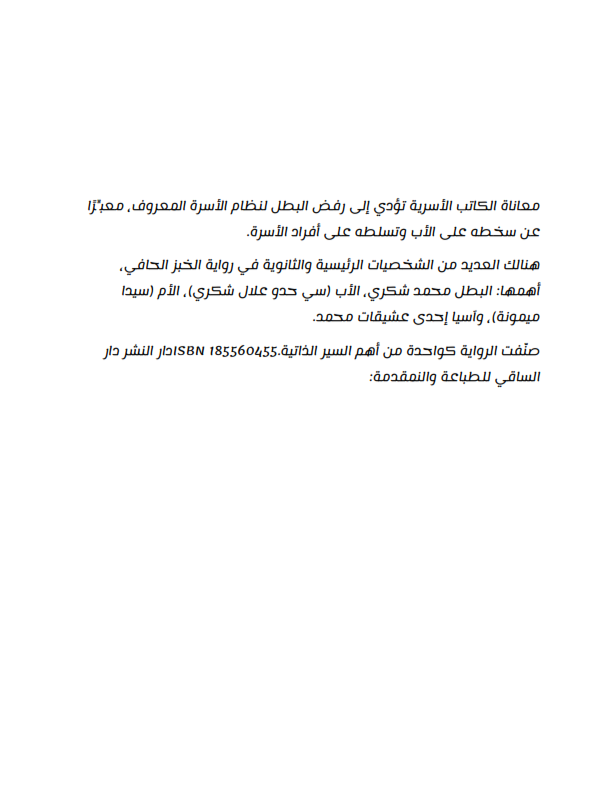 معاناة الكاتب الأسرية تؤدي إلى رفض البطل لنظام الأسرة المعروف، معبّرًا
عن سخطه على الأب وتسلطه على أفراد الأسرة.
هنالك العديد من الشخصيات الرئيسية والثانوية في رواية الخبز الحافي،
أهمها: البطل محمد شكري، الأب (سي حدو علال شكري)، الأم (سيدا
ميمونة)، وآسيا إحدى عشيقات محمد.
صنّفت الرواية كواحدة من أهم السير الذاتية.ISBN 185560455دار النشر دار
الساقي للطباعة والنمقدمة: